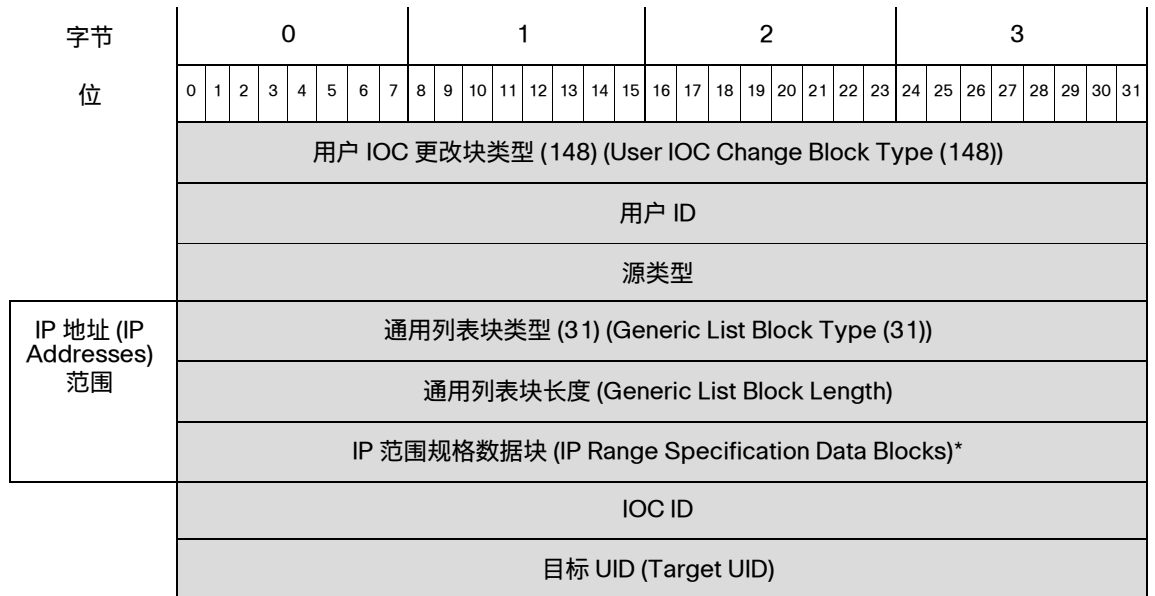 字节 0 1 2 3
位 0 1 2 3 4 5 6 7 8 9 10 11 12 13 14 15 16 17 18 19 20 21 22 23 24 25 26 27 28 29 30 31
用户 IOC 更改块类型 (148) (User IOC Change Block Type (148))
用户 ID
源类型
IP 地址 (IP
Addresses)
范围
通用列表块类型 (31) (Generic List Block Type (31))
通用列表块长度 (Generic List Block Length)
IP 范围规格数据块 (IP Range Specification Data Blocks)*
IOC ID
目标 UID (Target UID)